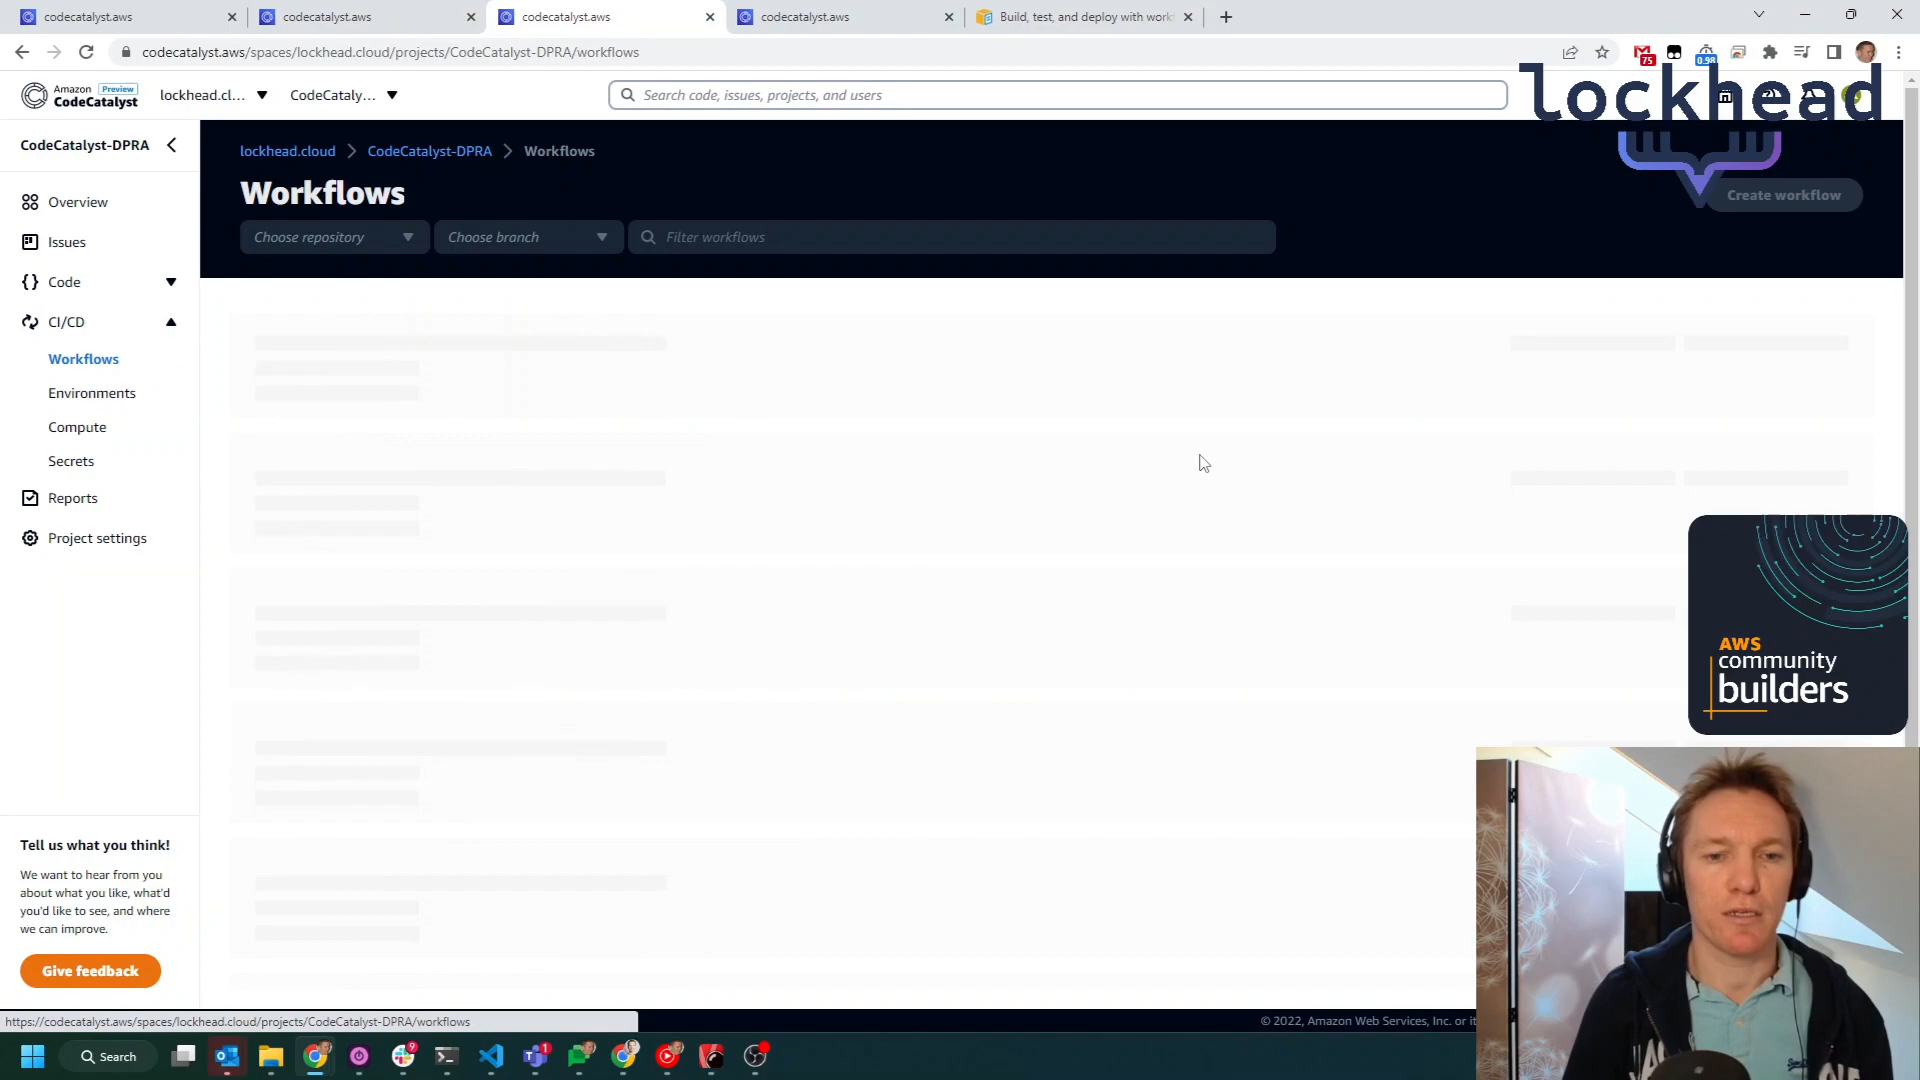 codecatalyst.aws
codecatalyst.aws
codecatalyst.aws
codecatalyst.aws
Build, test, and deploy with work
codecatalyst.aws/spaces/lockhead.cloud/projects/CodeCatalyst-DPRA/workflows
75
0.98
Amazon Preview
CodeCatalyst
lockhead.cl...
CodeCataly...
Search code, issues, projects, and users
lockhead
CodeCatalyst-DPRA
Overview
Issues
Code
CI/CD
Workflows
Environments
Compute
Secrets
Reports
Project settings
lockhead.cloud
CodeCatalyst-DPRA
Workflows
Workflows
Create workflow
Choose repository
Choose branch
Filter workflows
AWS
community
builders
Tell us what you think!
We want to hear from you
about what you like, what'd
you'd like to see, and where
we can improve.
Give feedback
https://codecatalyst.aws/spaces/lockhead.cloud/projects/CodeCatalyst-DPRA/workflows
© 2022, Amazon Web Services, Inc. or it
Search
9
1